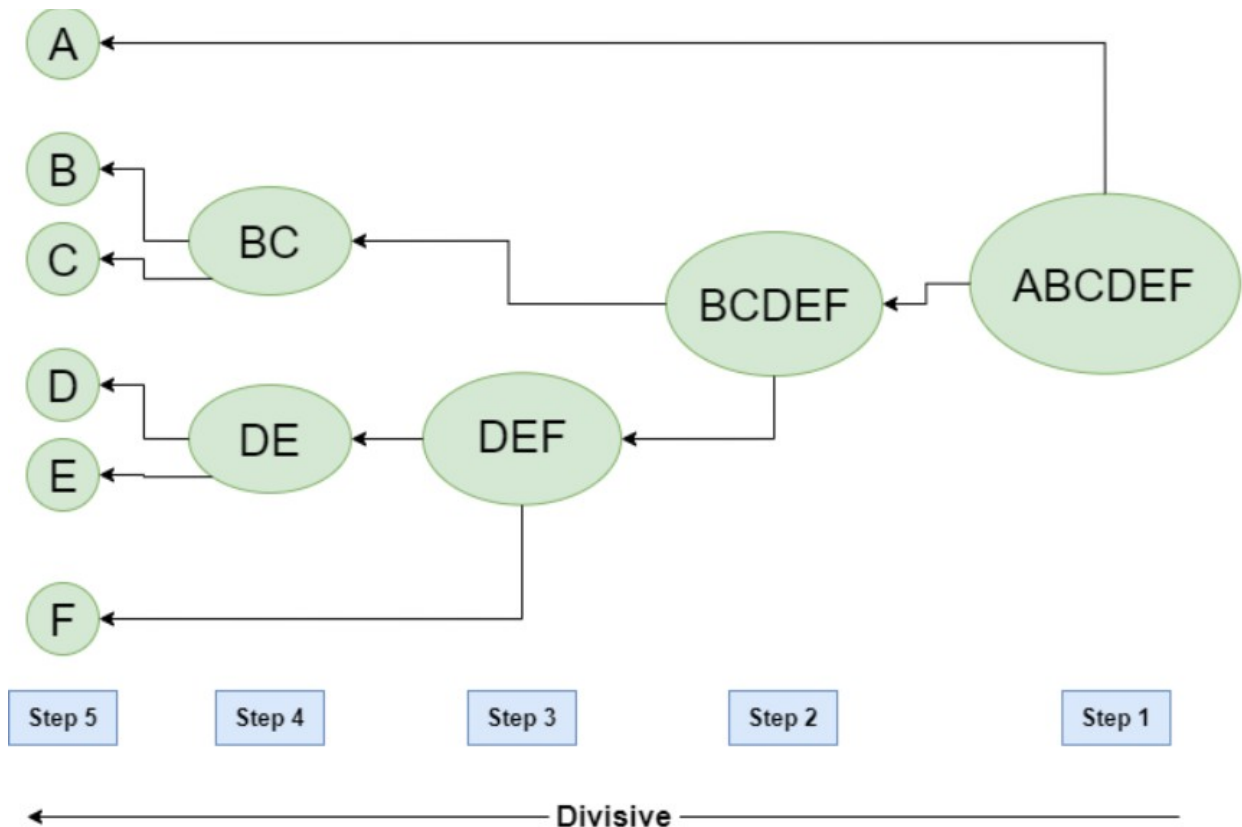 A
B
C
BC
BCDEF
ABCDEF
D
E
DE
DEF
F
Step 5
Step 4
Step 3
Step 2
Step 1
Divisive